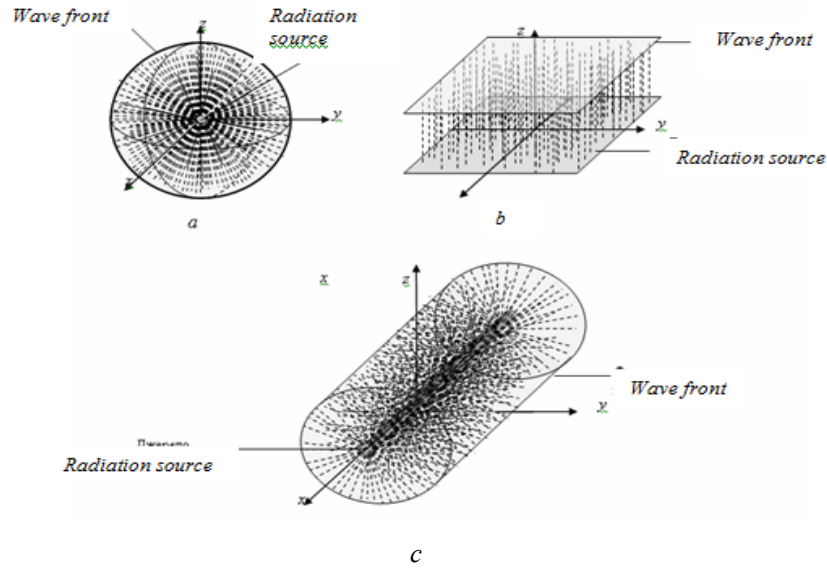 Wave front
Radiation
source
z
y
x
a
Wave front
z
y
Radiation source
b
x
z
Wave front
y
Radiation source
x
c